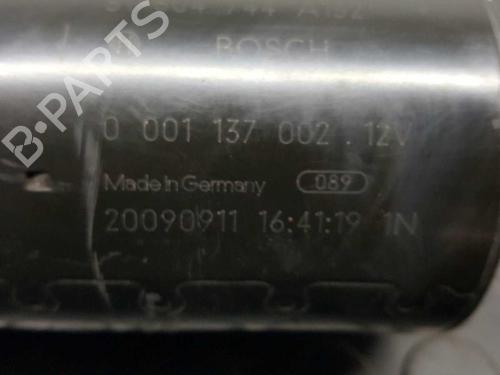 BOSCH
0 001 137 002 . 12V
Made in Germany 089
20090911 16:41:19 1N
B-PARTS